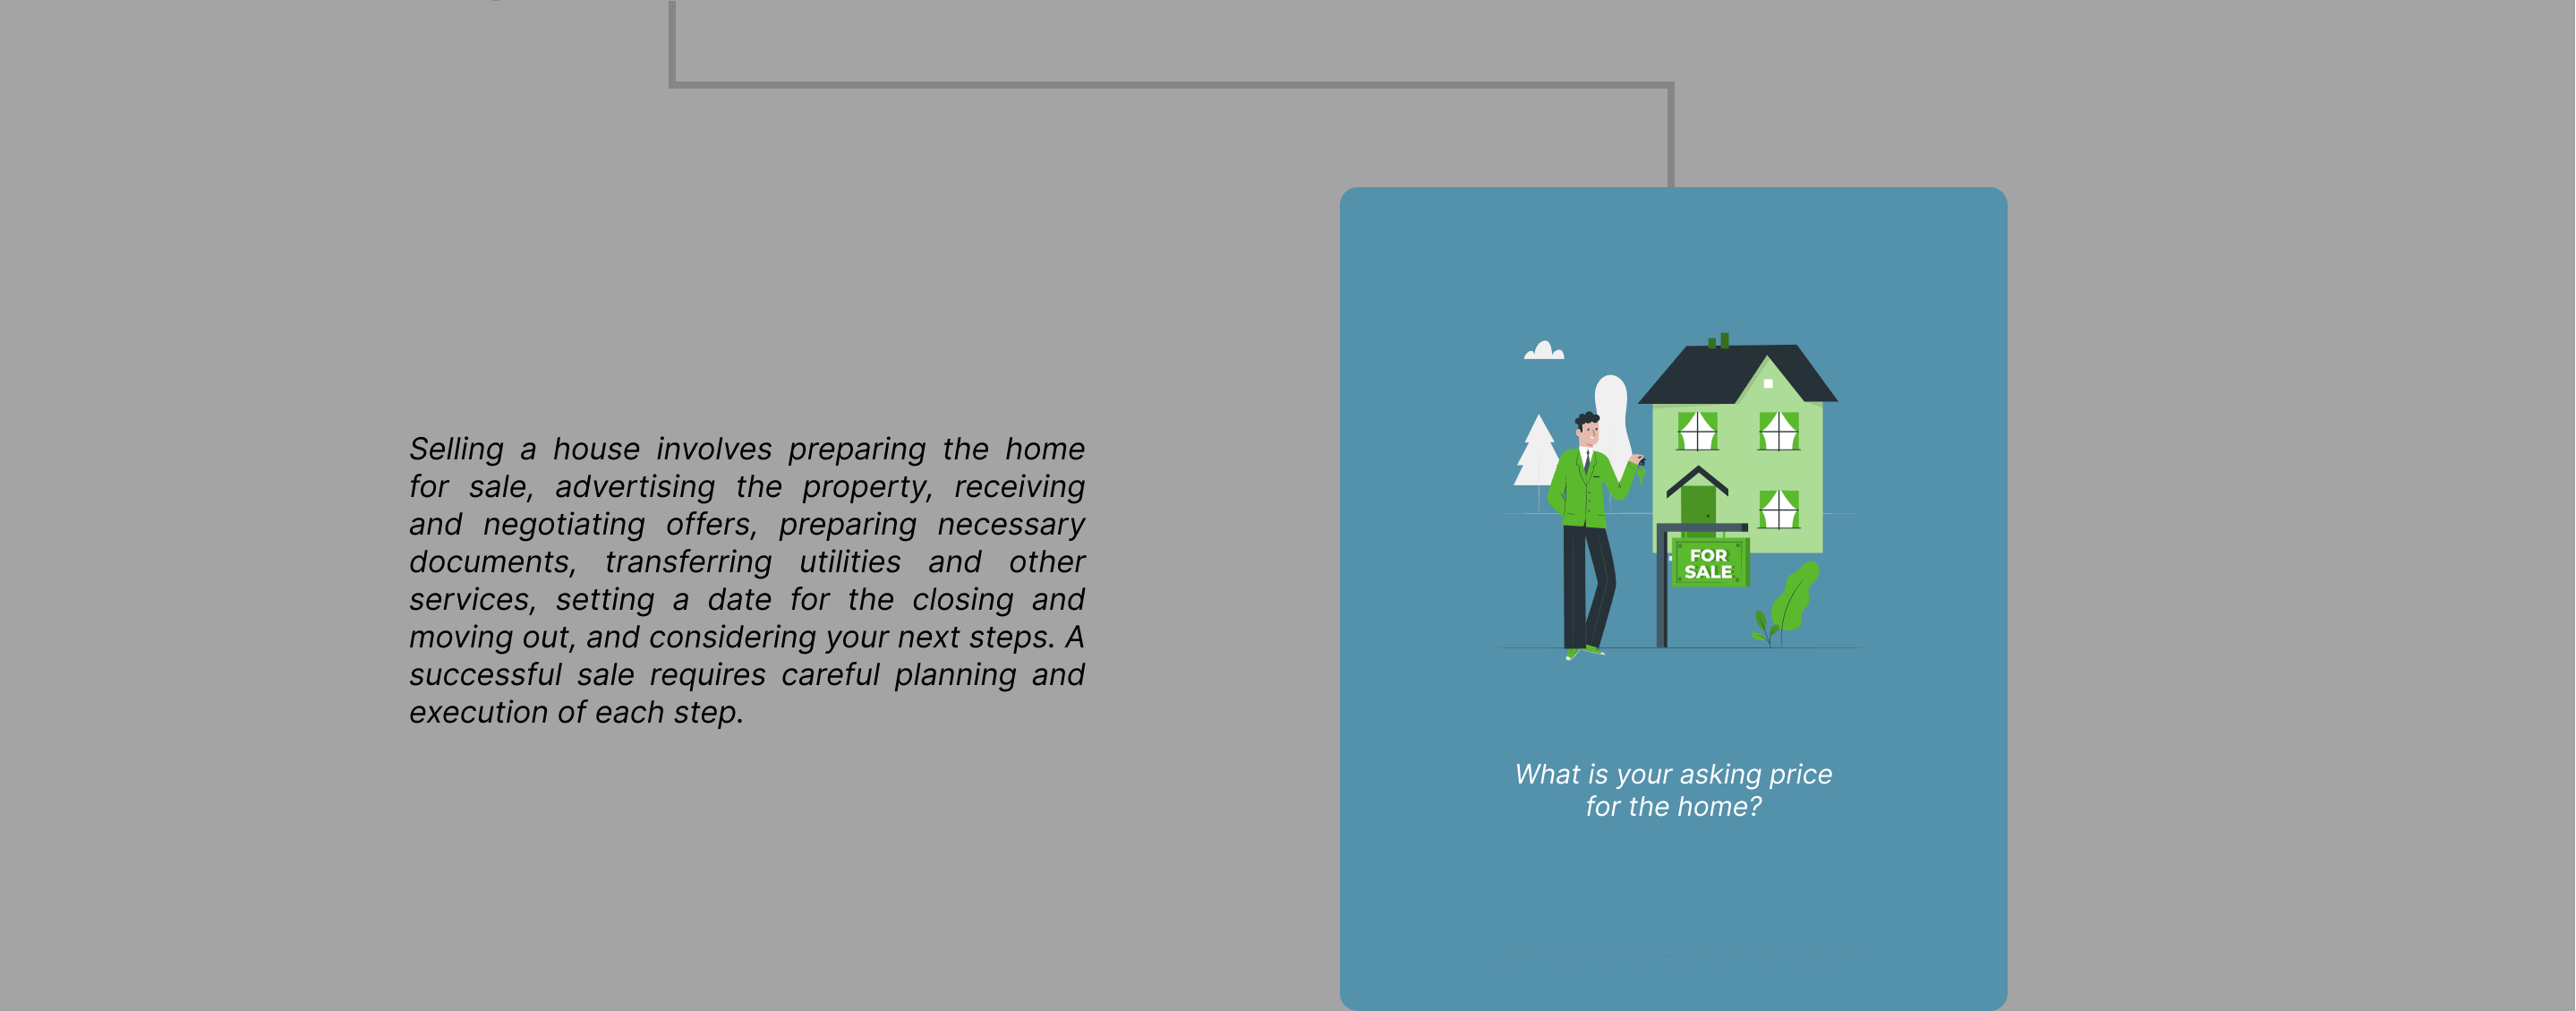 Selling a house involves preparing the home
for sale, advertising the property, receiving
and negotiating offers, preparing necessary
documents, transferring utilities and other
services, setting a date for the closing and
moving out, and considering your next steps. A
successful sale requires careful planning and
execution of each step.
FOR
SALE
What is your asking price
for the home?